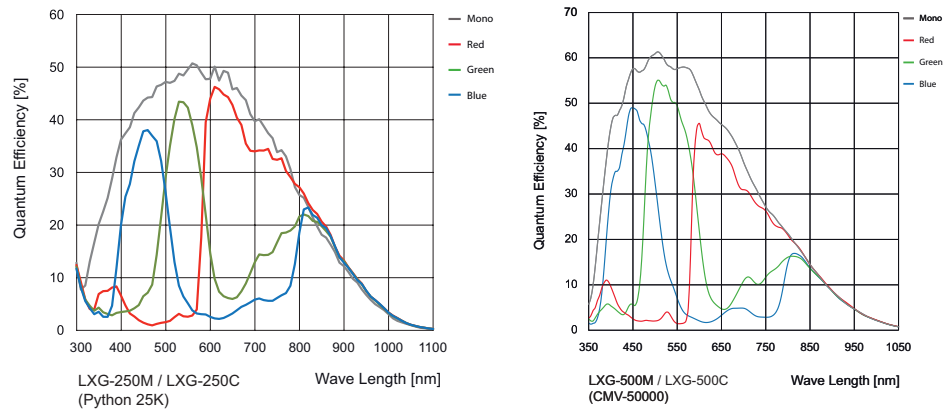 60
50
40
30
20
10
0
Quantum Efficiency [%]
300 400 500 600 700 800 900 1000 1100
Mono
Red
Green
Blue
LXG-250M / LXG-250C
(Python 25K)
Wave Length [nm]
70
60
50
40
30
20
10
0
Quantum Efficiency [%]
350 450 550 650 750 850 950 1050
Mono
Red
Green
Blue
LXG-500M / LXG-500C
(CMV-50000)
Wave Length [nm]